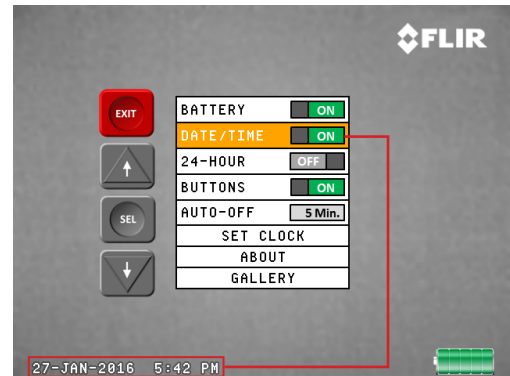 FLIR
EXIT
BATTERY ON
DATE/TIME ON
24-HOUR OFF
BUTTONS ON
SEL
AUTO-OFF 5 Min.
SET CLOCK
ABOUT
GALLERY
27-JAN-2016 5:42 PM